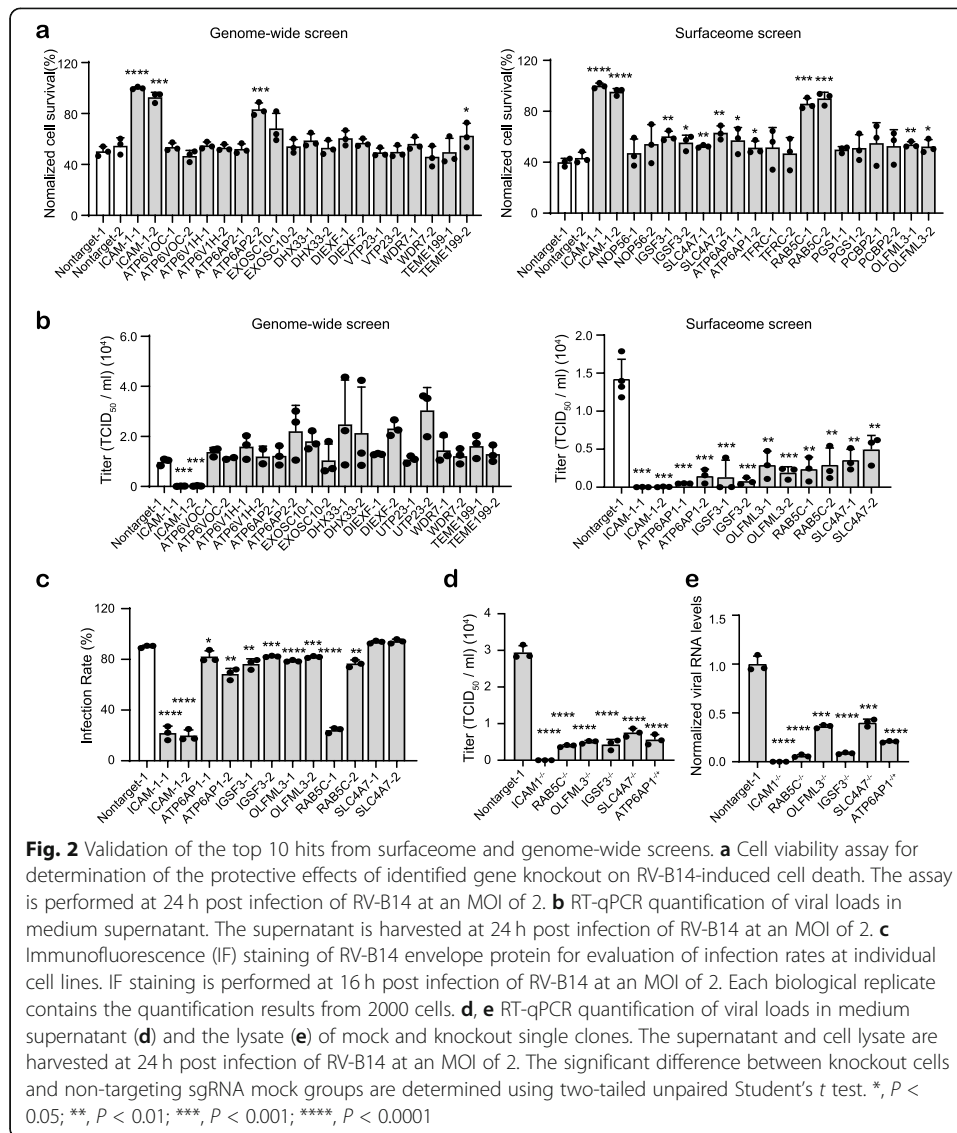 a
Genome-wide screen
Nomalized cell survival(%)
120
80
40
0
****
***
***
*
Nontarget-1
Nontarget-2
ICAM-1-1
ICAM-1-2
ATP6VOC-1
ATP6VOC-2
ATP6V1H-1
ATP6V1H-2
ATP6AP2-1
ATP6AP2-2
EXOSC10-1
EXOSC10-2
DHX33-1
DHX33-2
DIEXF-1
DIEXF-2
VTP23-1
VTP23-2
WDR7-1
WDR7-2
TEME199-1
TEME199-2
Surfaceome screen
Nomalized cell survival(%)
120
80
40
0
****
****
**
*
**
**
*
*
***
***
**
*
Nontarget-1
Nontarget-2
ICAM-1-1
ICAM-1-2
NOP56-1
NOP56-2
IGSF3-1
IGSF3-2
SLC4A7-1
SLC4A7-2
ATP6AP1-1
ATP6AP1-2
TFRC-1
TFRC-2
RAB5C-1
RAB5C-2
PGS1-1
PGS1-2
PCBP2-1
PCBP2-2
OLFML3-1
OLFML3-2
b
Genome-wide screen
Titer (TCID50 / ml) (10⁴)
6.0
4.0
2.0
0
***
***
Nontarget-1
ICAM-1-1
ICAM-1-2
ATP6VOC-1
ATP6VOC-2
ATP6V1H-1
ATP6V1H-2
ATP6AP2-1
ATP6AP2-2
EXOSC10-1
EXOSC10-2
DHX33-1
DHX33-2
DIEXF-1
DIEXF-2
UTP23-1
UTP23-2
WDR7-1
WDR7-2
TEME199-1
TEME199-2
Surfaceome screen
Titer (TCID50 / ml) (10⁴)
2.0
1.5
1.0
0.5
0.0
***
***
***
**
***
***
**
***
**
**
**
**
Nontarget-1
ICAM-1-1
ICAM-1-2
ATP6AP1-1
ATP6AP1-2
IGSF3-1
IGSF3-2
OLFML3-1
OLFML3-2
RAB5C-1
RAB5C-2
SLC4A7-1
SLC4A7-2
c
Infection Rate (%)
120
80
40
0
****
****
*
**
**
***
****
***
****
**
Nontarget-1
ICAM-1-1
ICAM-1-2
ATP6AP1-1
ATP6AP1-2
IGSF3-1
IGSF3-2
OLFML3-1
OLFML3-2
RAB5C-1
RAB5C-2
SLC4A7-1
SLC4A7-2
d
Titer (TCID50 / ml) (10⁴)
4
3
2
1
0
****
****
****
****
****
****
Nontarget-1
ICAM1-/-
RAB5C-/-
OLFML3-/-
IGSF3-/-
SLC4A7-/-
ATP6AP1-/+
e
Normalized viral RNA levels
1.5
1.0
0.5
0.0
****
****
***
****
***
****
Nontarget-1
ICAM1-/-
RAB5C-/-
OLFML3-/-
IGSF3-/-
SLC4A7-/-
ATP6AP1-/+
Fig. 2 Validation of the top 10 hits from surfaceome and genome-wide screens. a Cell viability assay for
determination of the protective effects of identified gene knockout on RV-B14-induced cell death. The assay
is performed at 24 h post infection of RV-B14 at an MOI of 2. b RT-qPCR quantification of viral loads in
medium supernatant. The supernatant is harvested at 24 h post infection of RV-B14 at an MOI of 2. c
Immunofluorescence (IF) staining of RV-B14 envelope protein for evaluation of infection rates at individual
cell lines. IF staining is performed at 16 h post infection of RV-B14 at an MOI of 2. Each biological replicate
contains the quantification results from 2000 cells. d, e RT-qPCR quantification of viral loads in medium
supernatant (d) and the lysate (e) of mock and knockout single clones. The supernatant and cell lysate are
harvested at 24 h post infection of RV-B14 at an MOI of 2. The significant difference between knockout cells
and non-targeting sgRNA mock groups are determined using two-tailed unpaired Student's t test. *, P <
0.05; **, P < 0.01; ***, P < 0.001; ****, P < 0.0001